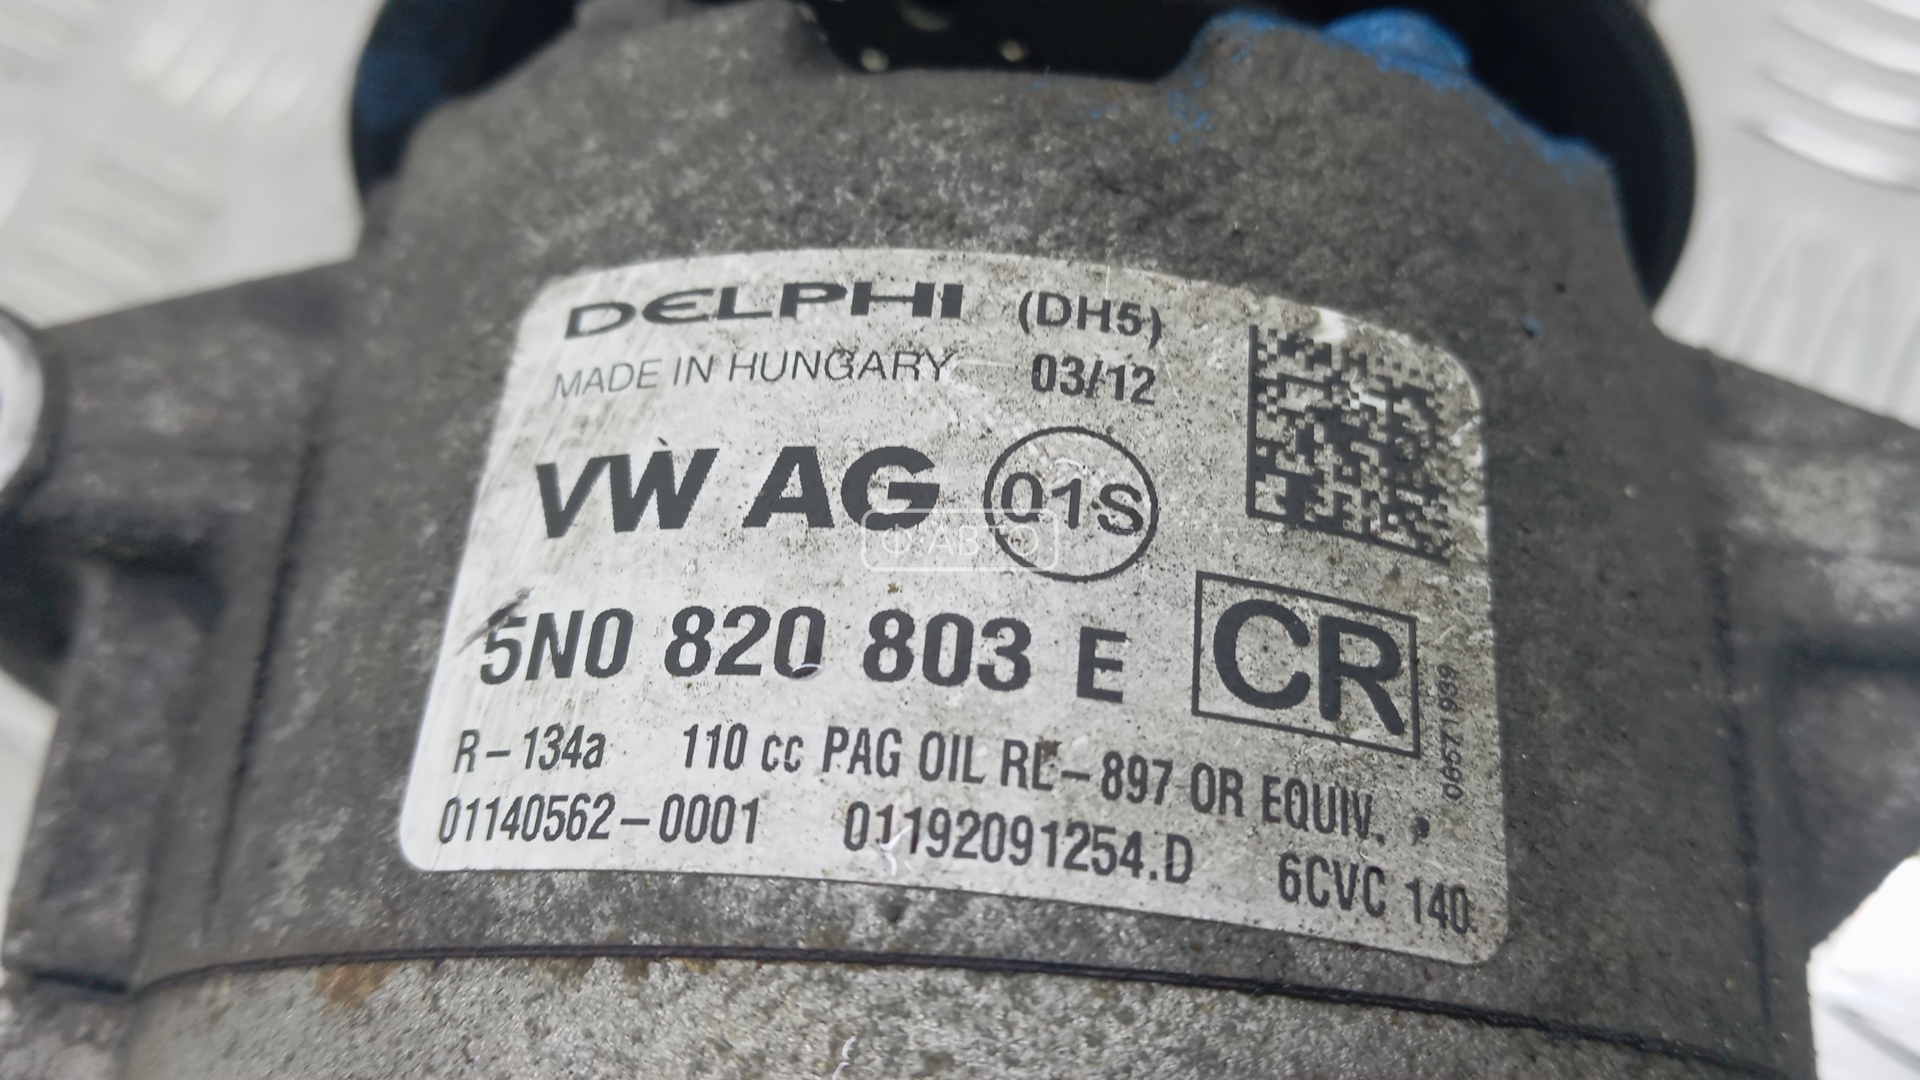 DELPHI (DH5)
MADE IN HUNGARY 03/12
VW AG 01S
Ф-АВТО
5N0 820 803 E CR
R-134a 110 cc PAG OIL RL-897 OR EQUIV.
01140562-0001 01192091254.D 6CVC 140